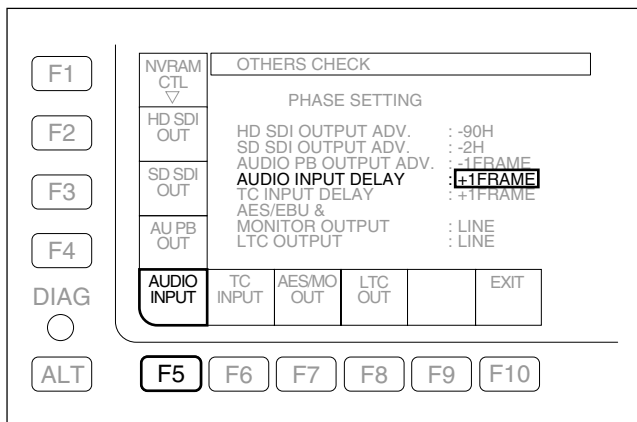 F1
F2
F3
F4
DIAG
ALT
NVRAM
CTL
HD SDI
OUT
SD SDI
OUT
AU PB
OUT
OTHERS CHECK
PHASE SETTING
HD SDI OUTPUT ADV. : -90H
SD SDI OUTPUT ADV. : -2H
AUDIO PB OUTPUT ADV. : -1FRAME
AUDIO INPUT DELAY : +1FRAME
TC INPUT DELAY : +1FRAME
AES/EBU &
MONITOR OUTPUT : LINE
LTC OUTPUT : LINE
AUDIO
INPUT
TC
INPUT
AES/MO
OUT
LTC
OUT
EXIT
F5 F6 F7 F8 F9 F10